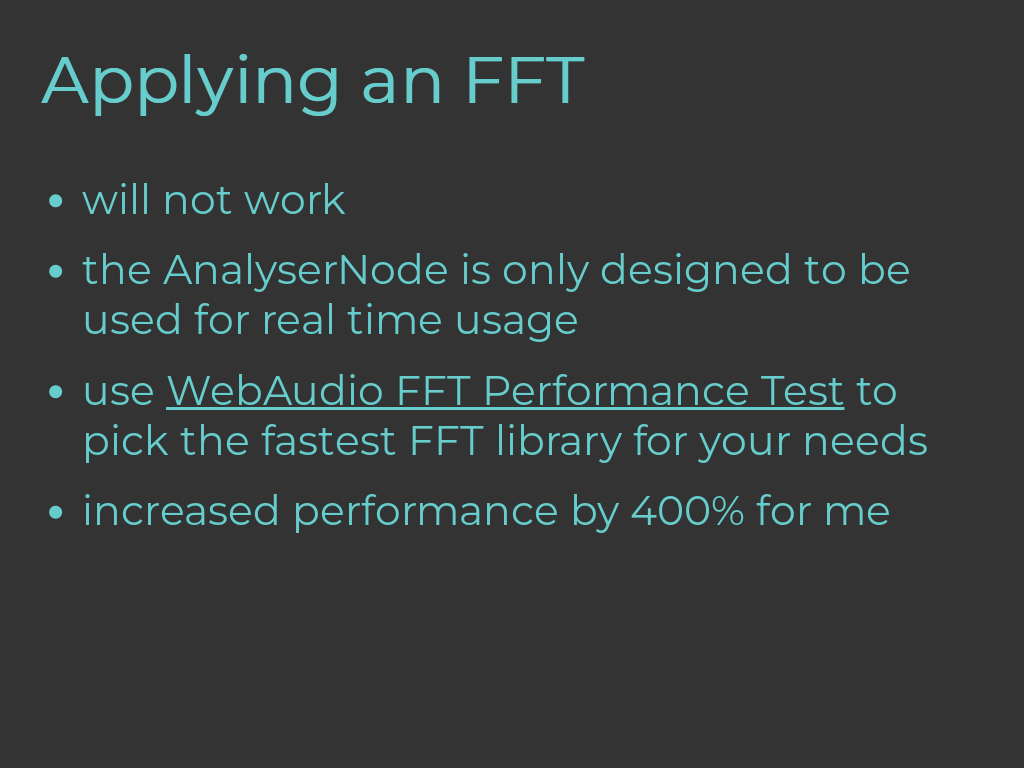 Applying an FFT
• will not work
• the AnalyserNode is only designed to be
used for real time usage
• use WebAudio FFT Performance Test to
pick the fastest FFT library for your needs
• increased performance by 400% for me